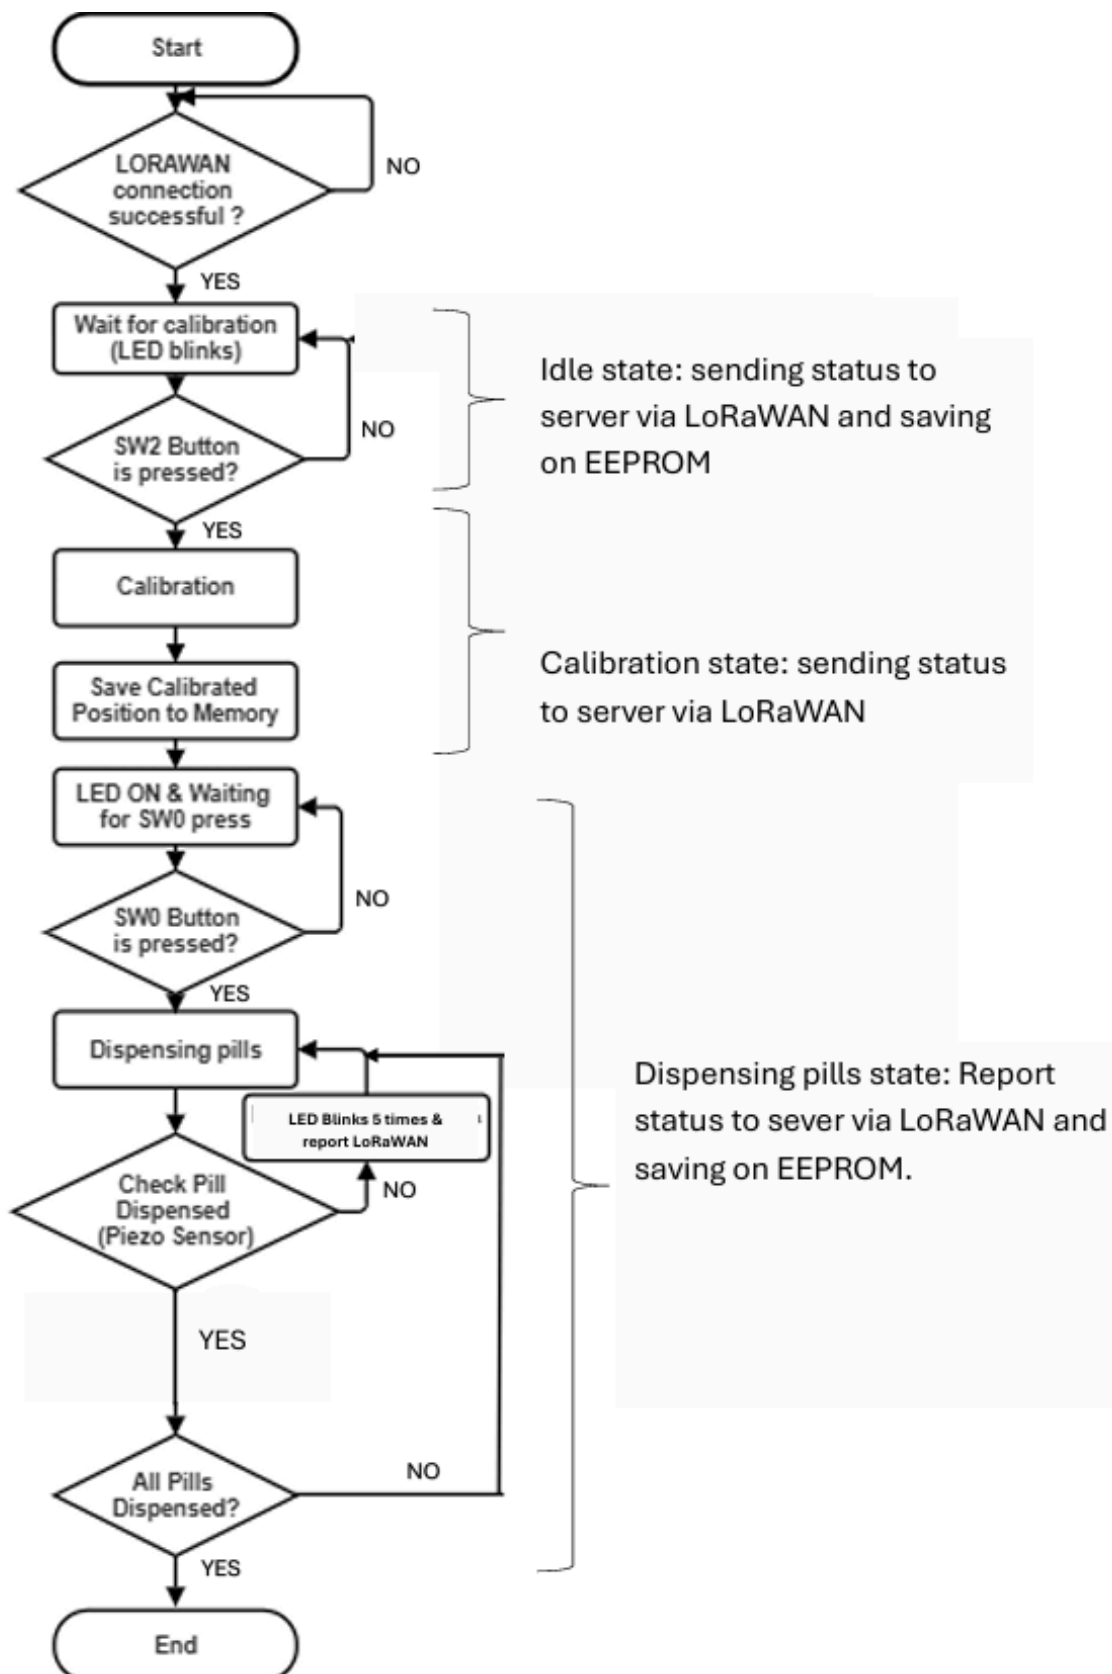 Start
LORAWAN
connection
successful ?
NO
YES
Wait for calibration
(LED blinks)
SW2 Button
is pressed?
NO
YES
Idle state: sending status to
server via LoRaWAN and saving
on EEPROM
Calibration
Save Calibrated
Position to Memory
Calibration state: sending status
to server via LoRaWAN
LED ON & Waiting
for SW0 press
SW0 Button
is pressed?
NO
YES
Dispensing pills
LED Blinks 5 times &
report LoRaWAN
Check Pill
Dispensed
(Piezo Sensor)
NO
YES
Dispensing pills state: Report
status to sever via LoRaWAN and
saving on EEPROM.
All Pills
Dispensed?
NO
YES
End